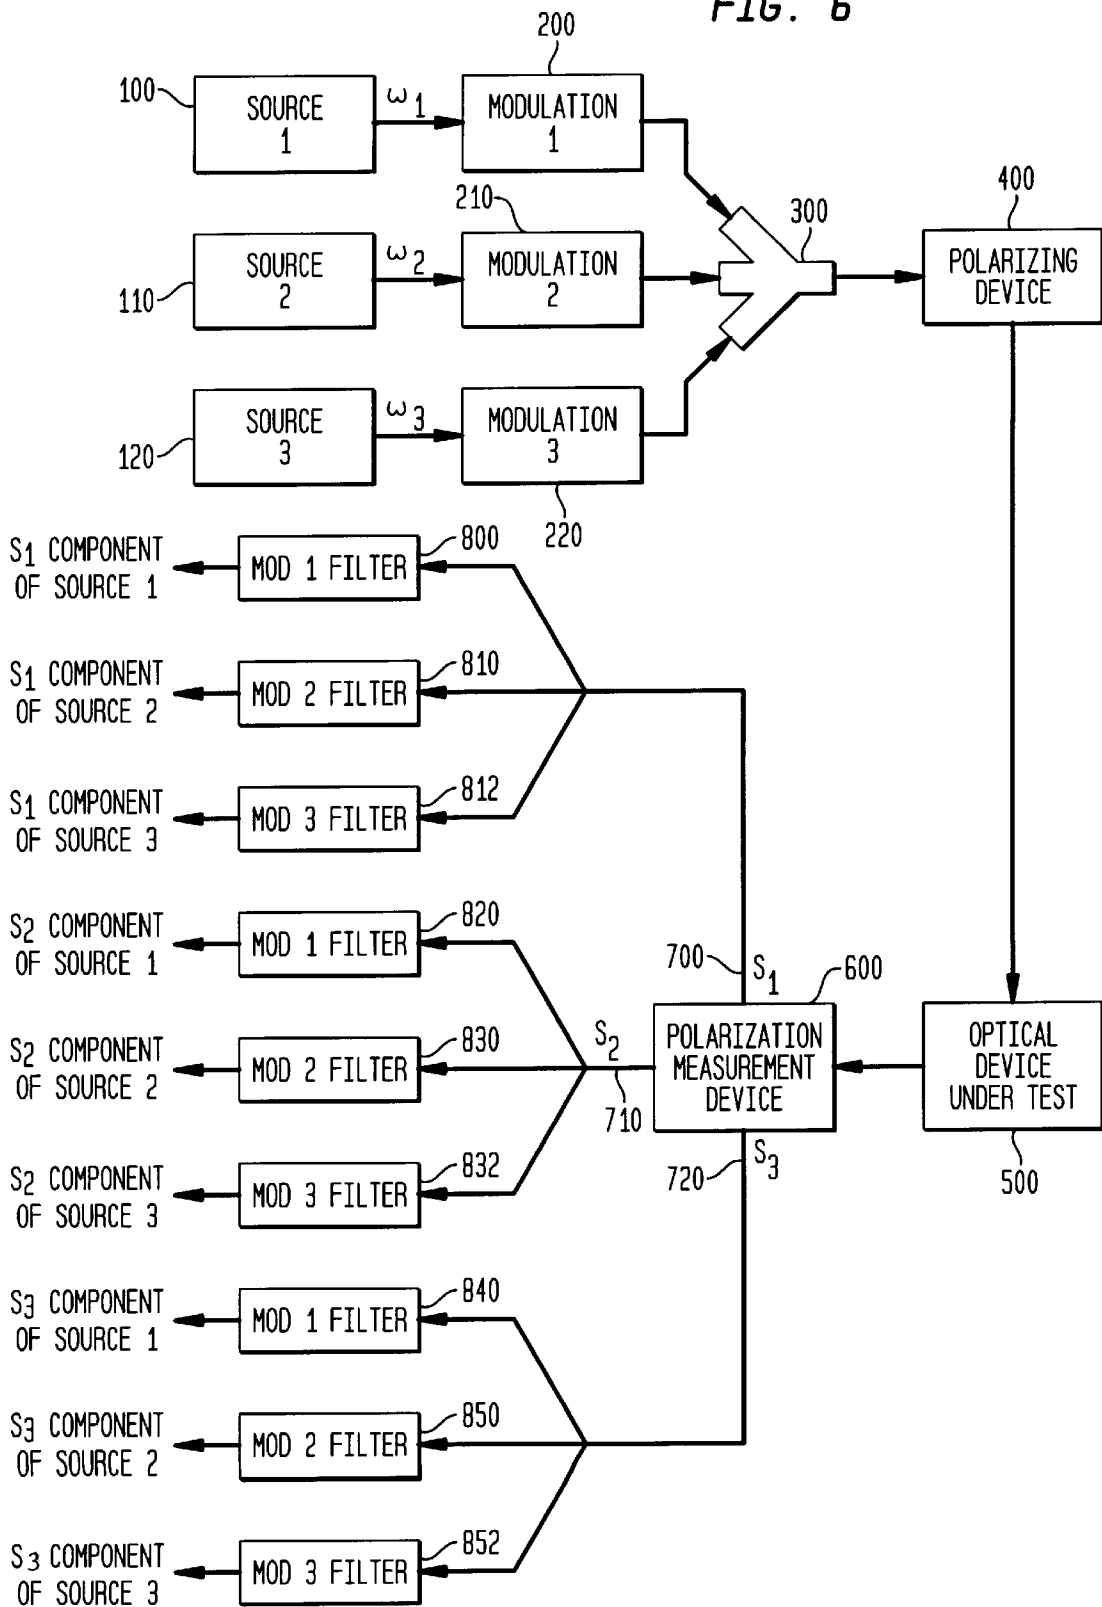 FIG. 6
200
100
SOURCE
1
ω1
MODULATION
1
210
300
400
110
SOURCE
2
ω2
MODULATION
2
POLARIZING
DEVICE
120
SOURCE
3
ω3
MODULATION
3
220
S1 COMPONENT
OF SOURCE 1
MOD 1 FILTER
800
S1 COMPONENT
OF SOURCE 2
MOD 2 FILTER
810
S1 COMPONENT
OF SOURCE 3
MOD 3 FILTER
812
S2 COMPONENT
OF SOURCE 1
MOD 1 FILTER
820
700
S1
600
S2 COMPONENT
OF SOURCE 2
MOD 2 FILTER
830
S2
710
POLARIZATION
MEASUREMENT
DEVICE
OPTICAL
DEVICE
UNDER TEST
500
720
S3
S2 COMPONENT
OF SOURCE 3
MOD 3 FILTER
832
S3 COMPONENT
OF SOURCE 1
MOD 1 FILTER
840
S3 COMPONENT
OF SOURCE 2
MOD 2 FILTER
850
S3 COMPONENT
OF SOURCE 3
MOD 3 FILTER
852